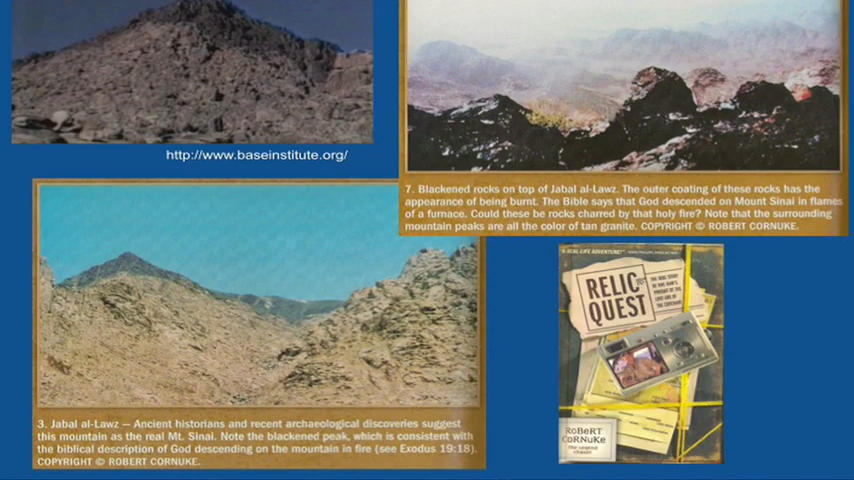 http://www.baseinstitute.org/
7. Blackened rocks on top of Jabal al-Lawz. The outer coating of these rocks has the
appearance of being burnt. The Bible says that God descended on Mount Sinai in flames
of a furnace. Could these be rocks charred by that holy fire? Note that the surrounding
mountain peaks are all the color of tan granite. COPYRIGHT © ROBERT CORNUKE.
3. Jabal al-Lawz — Ancient historians and recent archaeological discoveries suggest
this mountain as the real Mt. Sinai. Note the blackened peak, which is consistent with
the biblical description of God descending on the mountain in fire (see Exodus 19:18).
COPYRIGHT © ROBERT CORNUKE.
RELIC
QUEST
RoBeRT
CoRNuKe